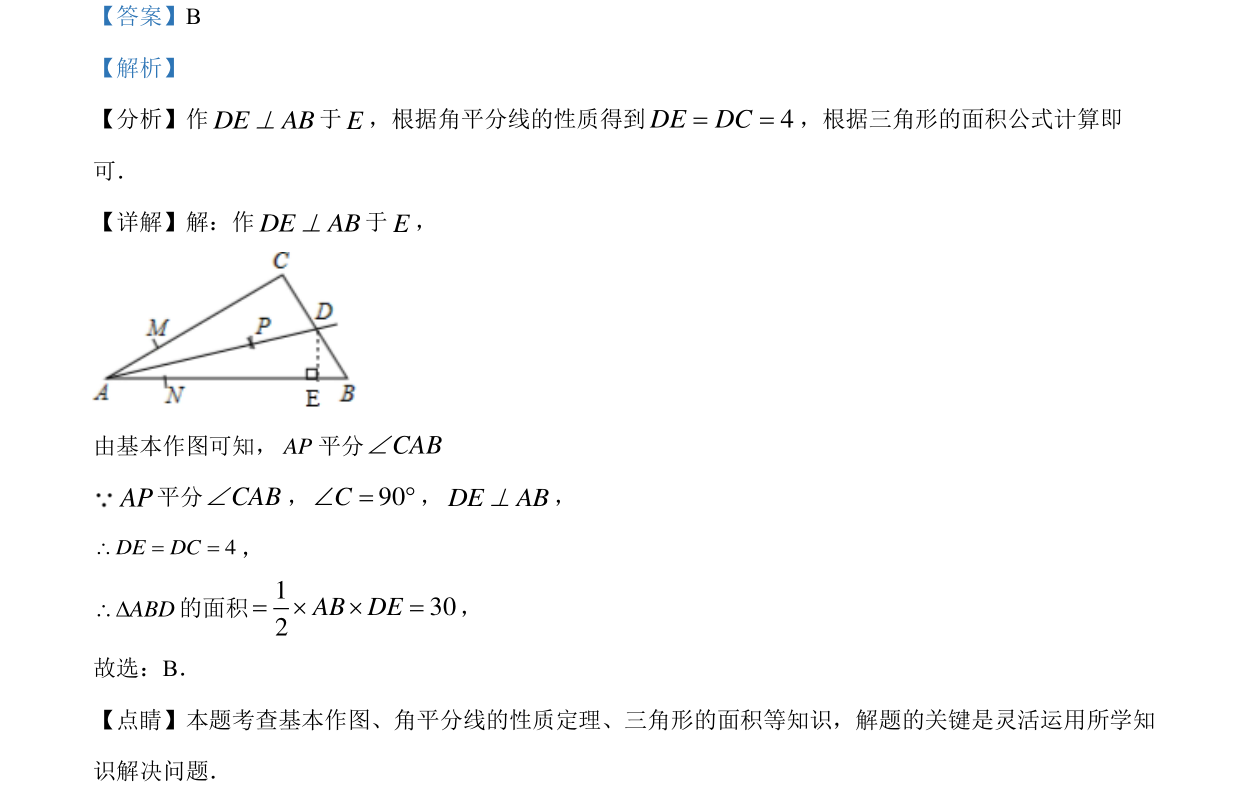 【答案】B
【解析】
【分析】作 DE ⊥ AB 于 E，根据角平分线的性质得到 DE = DC = 4，根据三角形的面积公式计算即
可．
【详解】解：作 DE ⊥ AB 于 E，
C
D
M
P
A
N
E
B
由基本作图可知， AP 平分∠CAB
∵ AP 平分∠CAB，∠C = 90°， DE ⊥ AB，
∴ DE = DC = 4，
∴ ΔABD 的面积 = 1/2 × AB × DE = 30，
故选：B．
【点睛】本题考查基本作图、角平分线的性质定理、三角形的面积等知识，解题的关键是灵活运用所学知
识解决问题．